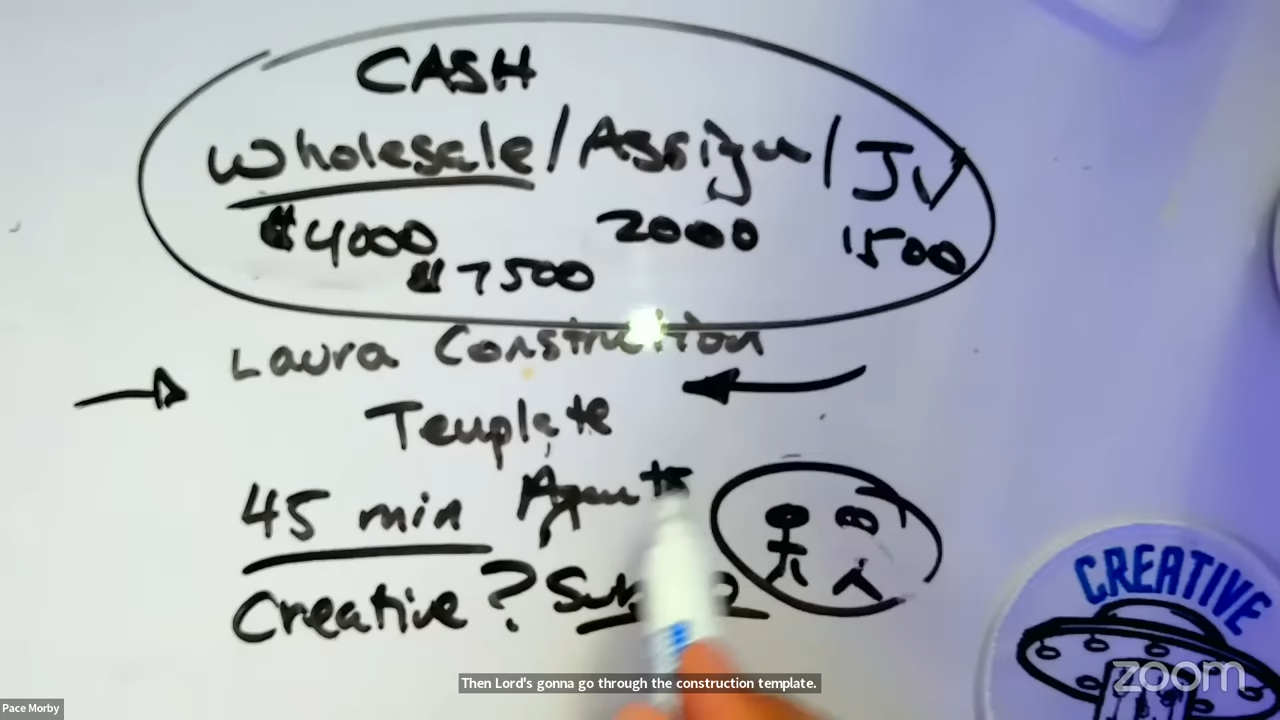 CASH
Wholesale / Assign / JV
$4000 2000 1500
$7500
Laura Construction
Template
45 min Agents
Creative ?
CREATIVE
zoom
Then Lord's gonna go through the construction template.
Pace Morby